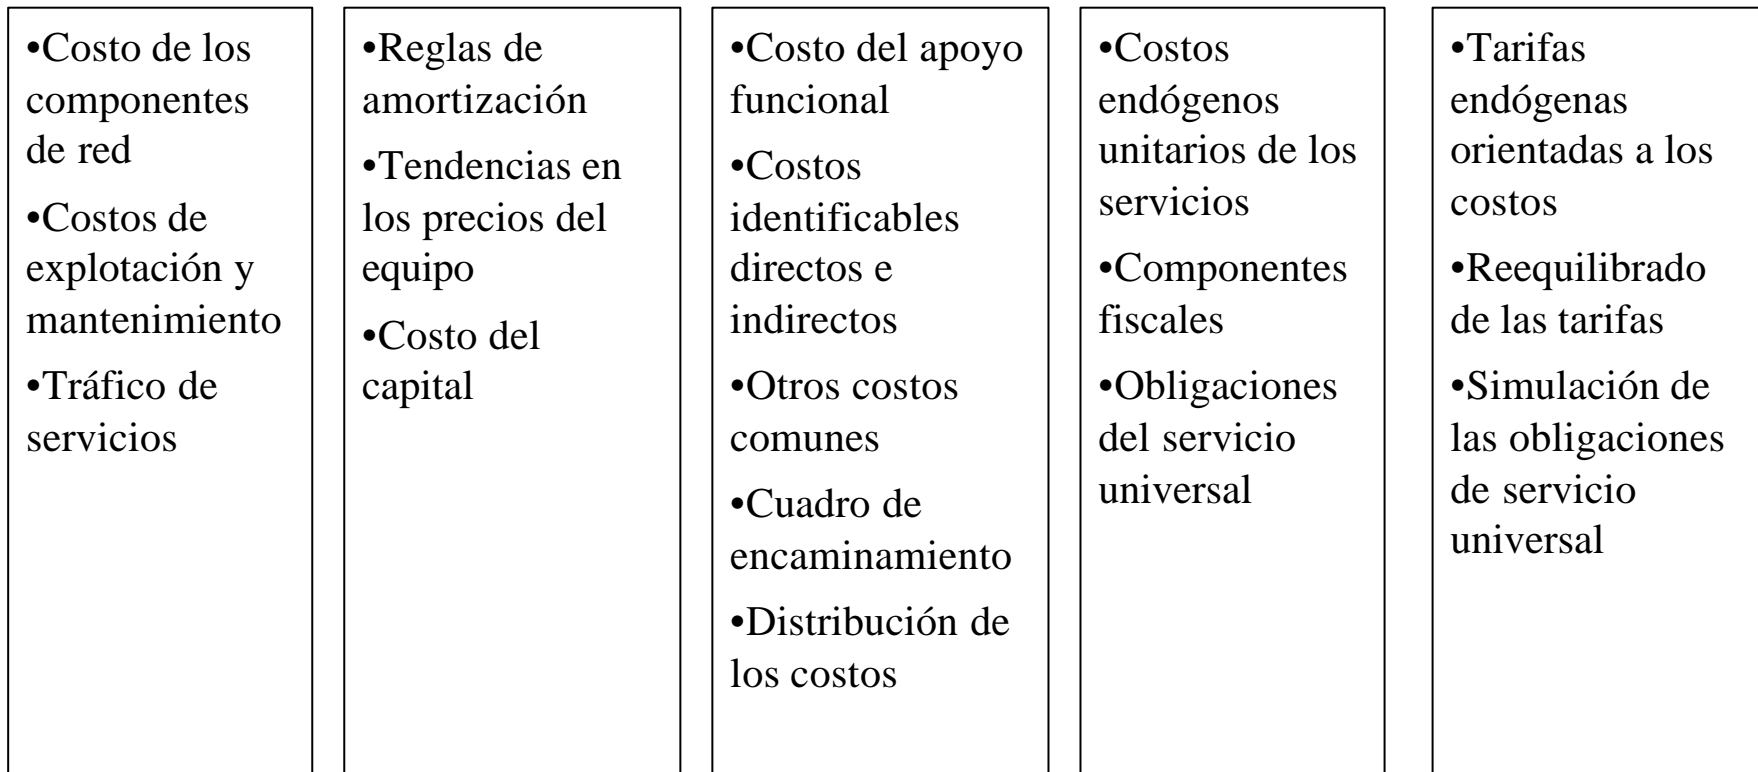 •Costo de los
componentes
de red
•Costos de
explotación y
mantenimiento
•Tráfico de
servicios
•Reglas de
amortización
•Tendencias en
los precios del
equipo
•Costo del
capital
•Costo del apoyo
funcional
•Costos
identificables
directos e
indirectos
•Otros costos
comunes
•Cuadro de
encaminamiento
•Distribución de
los costos
•Costos
endógenos
unitarios de los
servicios
•Componentes
fiscales
•Obligaciones
del servicio
universal
•Tarifas
endógenas
orientadas a los
costos
•Reequilibrado
de las tarifas
•Simulación de
las obligaciones
de servicio
universal